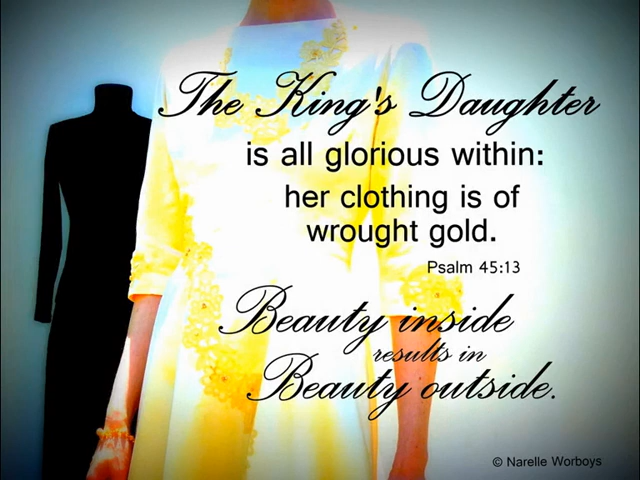 The King's Daughter
is all glorious within:
her clothing is of
wrought gold.
Psalm 45:13
Beauty inside
results in
Beauty outside.
© Narelle Worboys